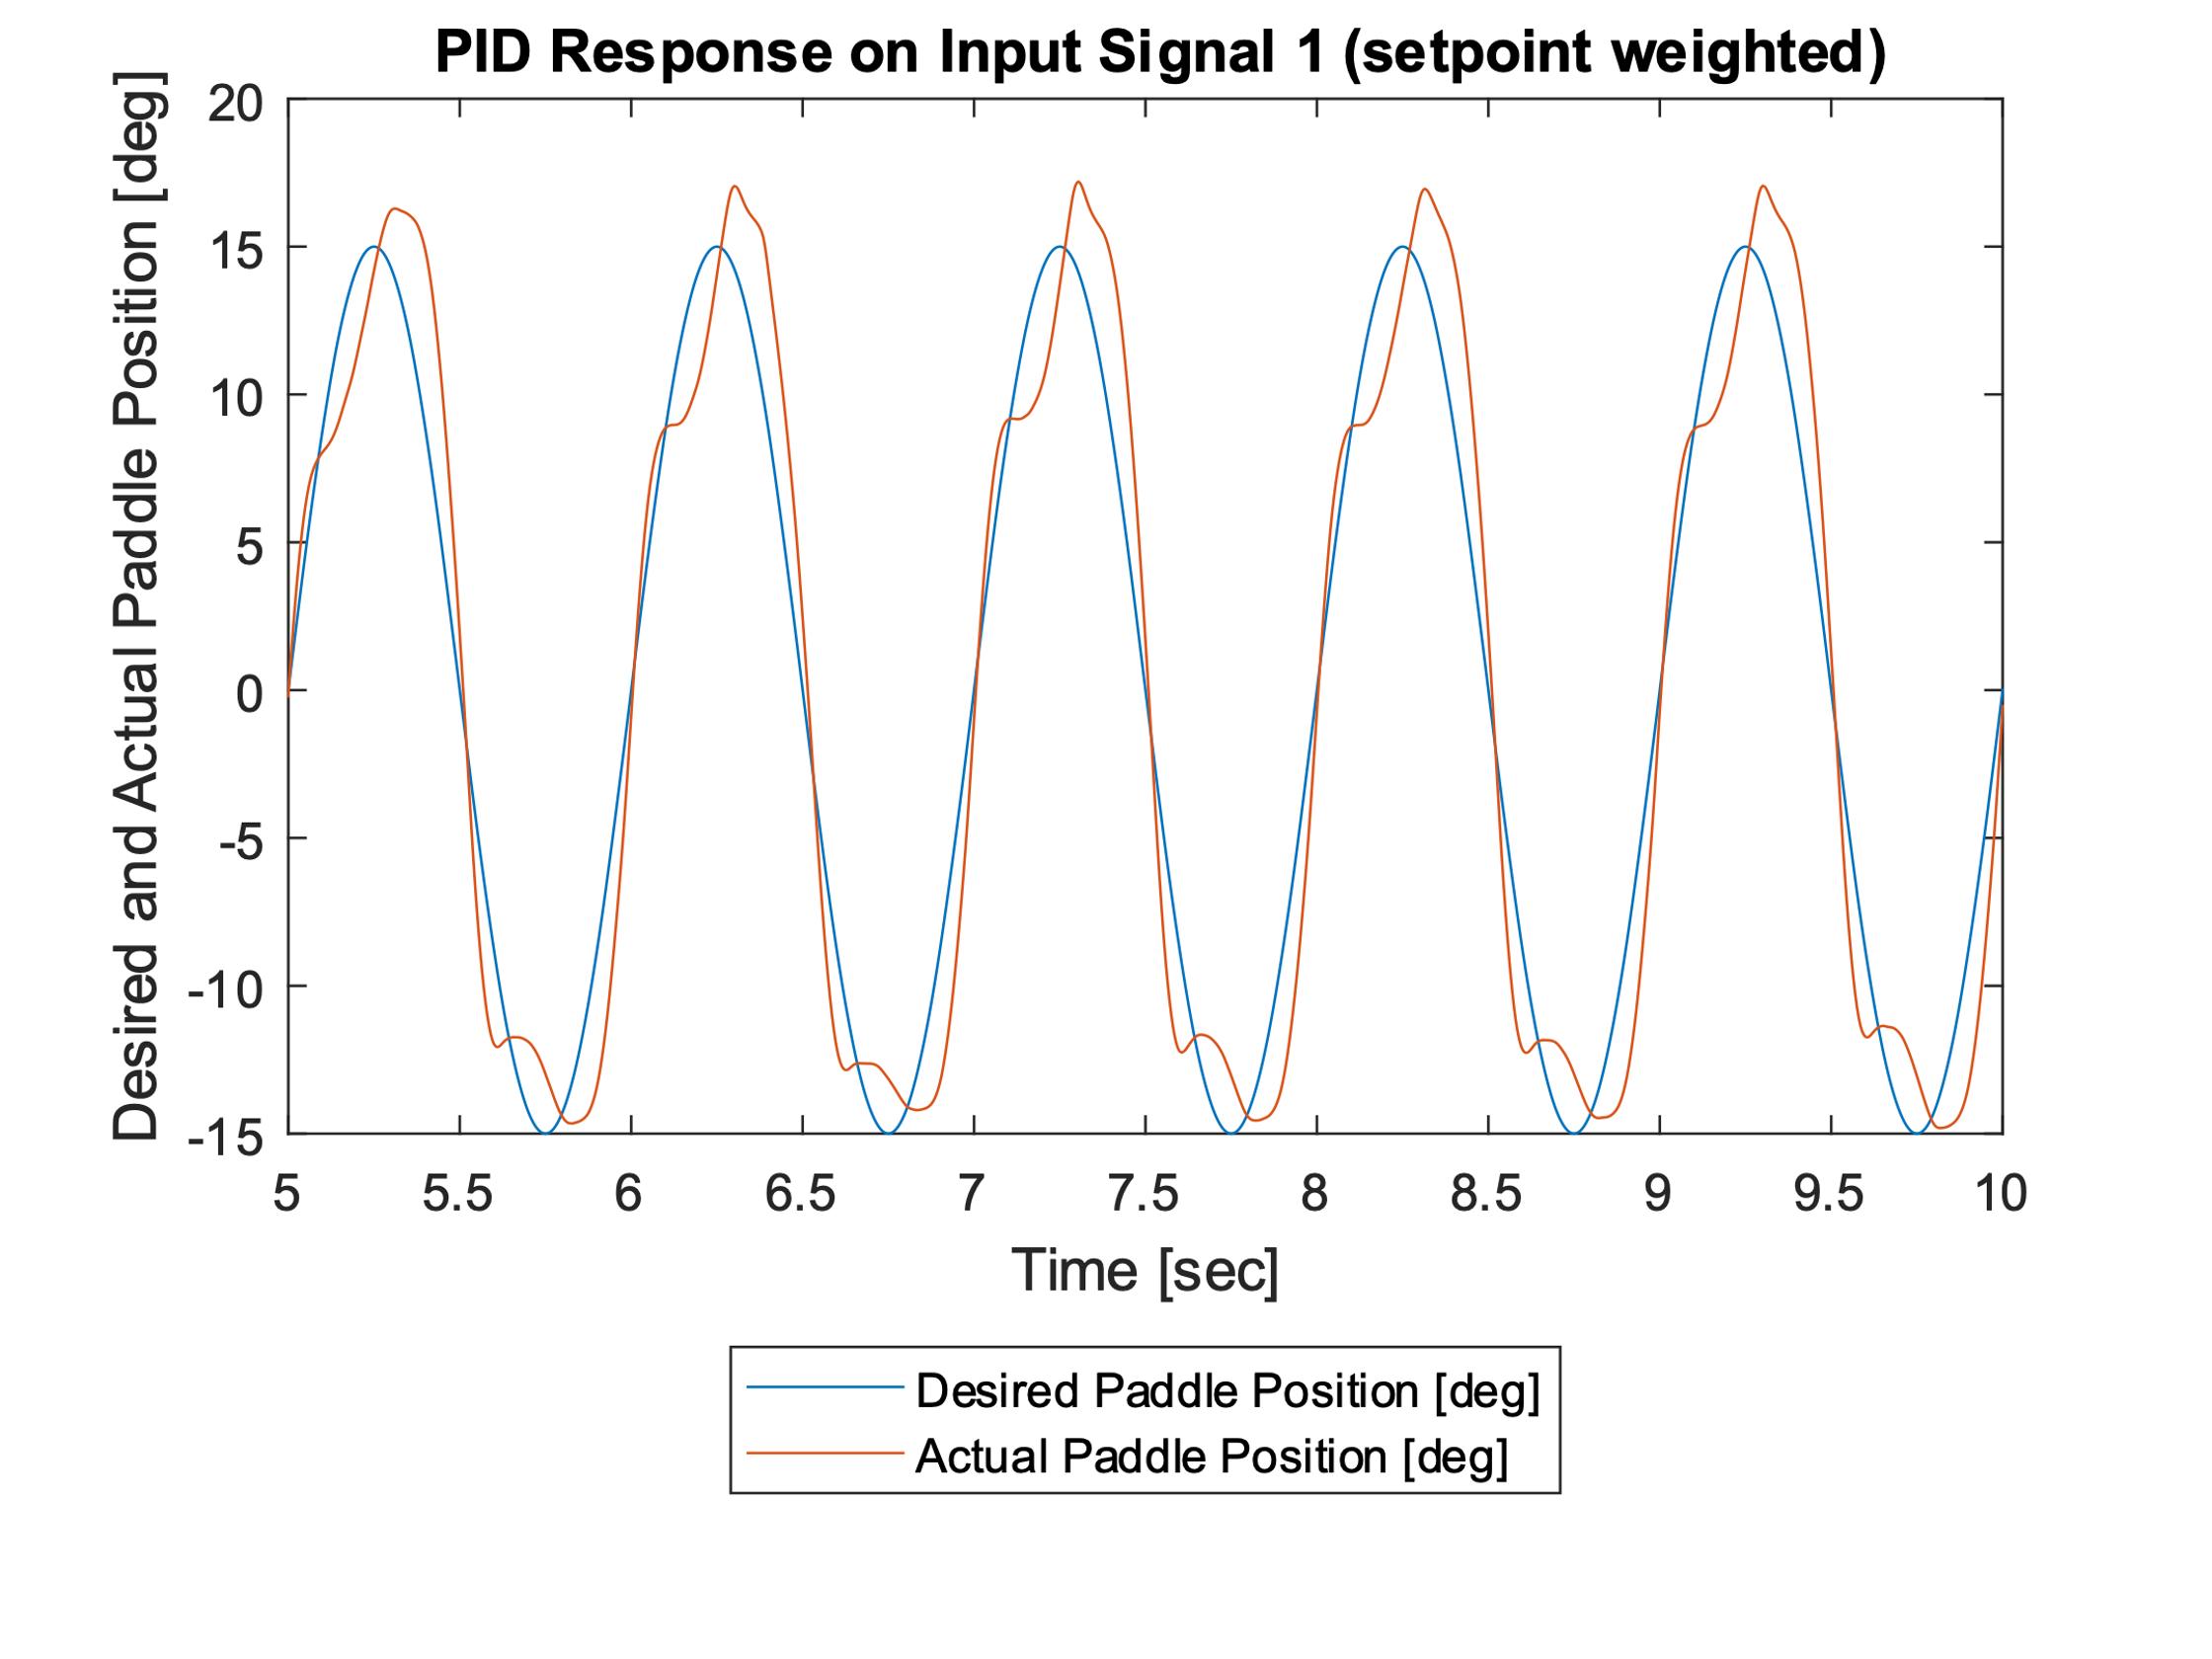 PID Response on Input Signal 1 (setpoint weighted)
Desired and Actual Paddle Position [deg]
20
15
10
5
0
-5
-10
-15
5 5.5 6 6.5 7 7.5 8 8.5 9 9.5 10
Time [sec]
Desired Paddle Position [deg]
Actual Paddle Position [deg]